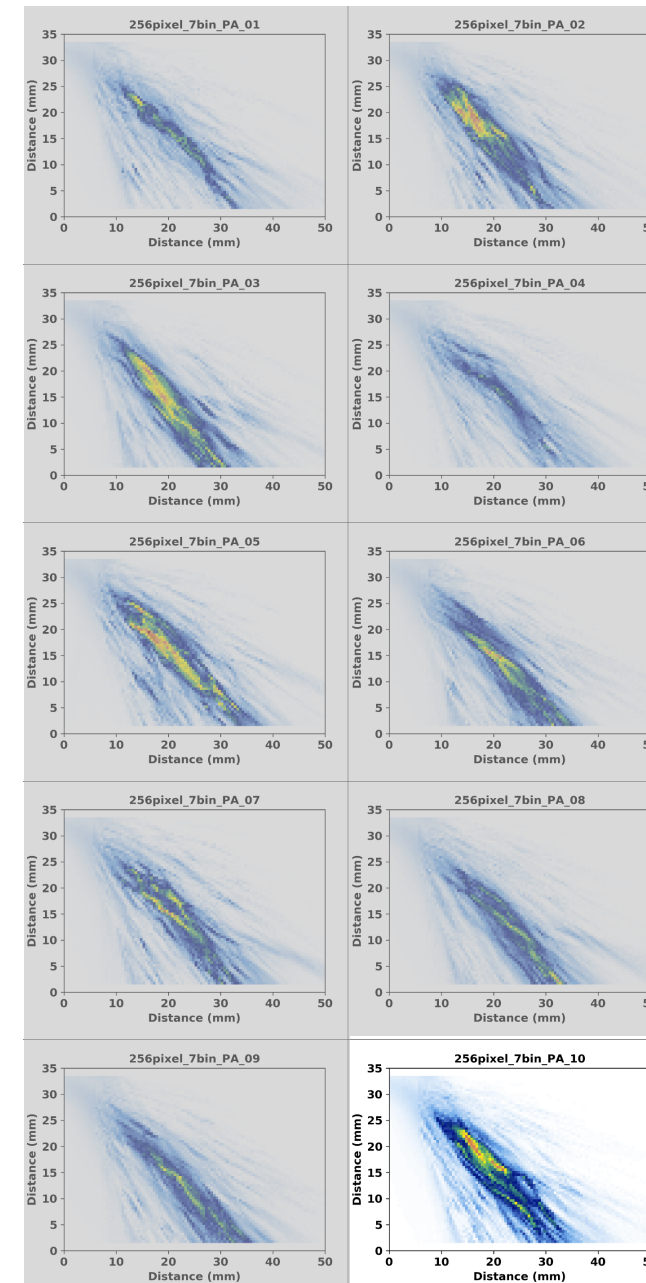 256pixel_7bin_PA_01
256pixel_7bin_PA_02
35
30
25
20
15
10
5
0
Distance (mm)
0 10 20 30 40 50
Distance (mm)
35
30
25
20
15
10
5
0
Distance (mm)
0 10 20 30 40
Distance (mm)
256pixel_7bin_PA_03
256pixel_7bin_PA_04
35
30
25
20
15
10
5
0
Distance (mm)
0 10 20 30 40 50
Distance (mm)
35
30
25
20
15
10
5
0
Distance (mm)
0 10 20 30 40
Distance (mm)
256pixel_7bin_PA_05
256pixel_7bin_PA_06
35
30
25
20
15
10
5
0
Distance (mm)
0 10 20 30 40 50
Distance (mm)
35
30
25
20
15
10
5
0
Distance (mm)
0 10 20 30 40
Distance (mm)
256pixel_7bin_PA_07
256pixel_7bin_PA_08
35
30
25
20
15
10
5
0
Distance (mm)
0 10 20 30 40 50
Distance (mm)
35
30
25
20
15
10
5
0
Distance (mm)
0 10 20 30 40
Distance (mm)
256pixel_7bin_PA_09
256pixel_7bin_PA_10
35
30
25
20
15
10
5
0
Distance (mm)
0 10 20 30 40 50
Distance (mm)
35
30
25
20
15
10
5
0
Distance (mm)
0 10 20 30 40
Distance (mm)